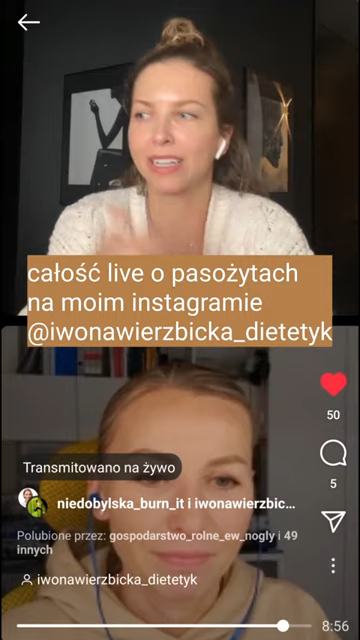 całość live o pasożytach
na moim instagramie
@iwonawierzbicka_dietetyk
50
Transmitowano na żywo
5
niedobylska_burn_it i iwonawierzbic...
Polubione przez: gospodarstwo_rolne_ew_nogly i 49
innych
iwonawierzbicka_dietetyk
8:56